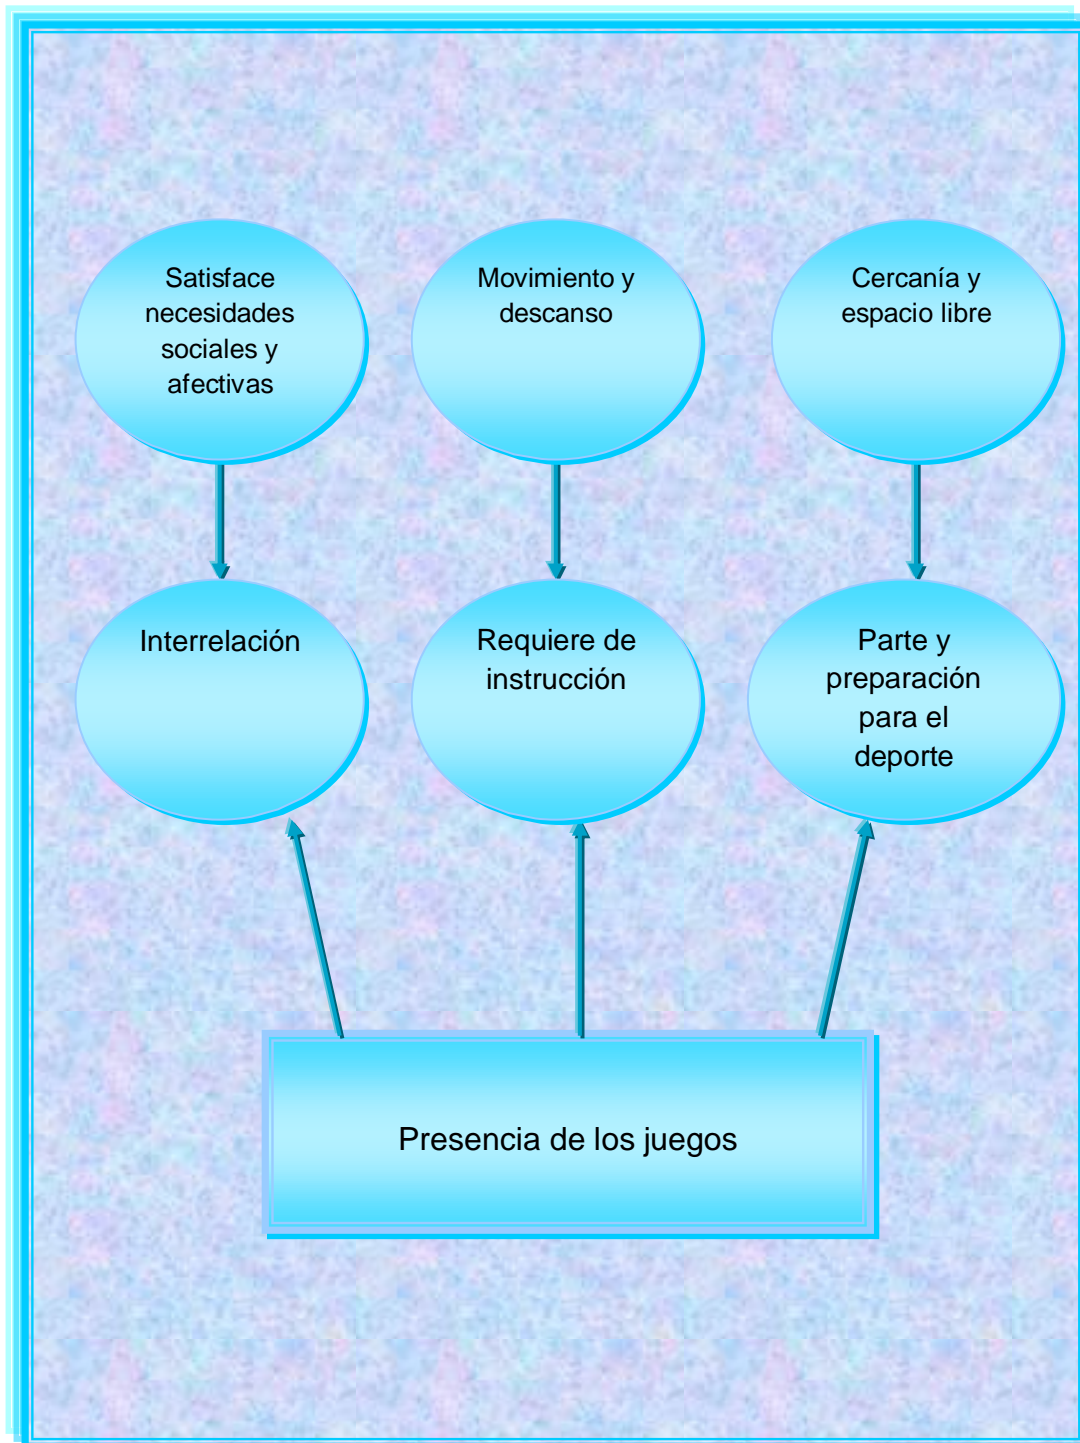 Satisface
necesidades
sociales y
afectivas
Movimiento y
descanso
Cercanía y
espacio libre
Interrelación
Requiere de
instrucción
Parte y
preparación
para el
deporte
Presencia de los juegos